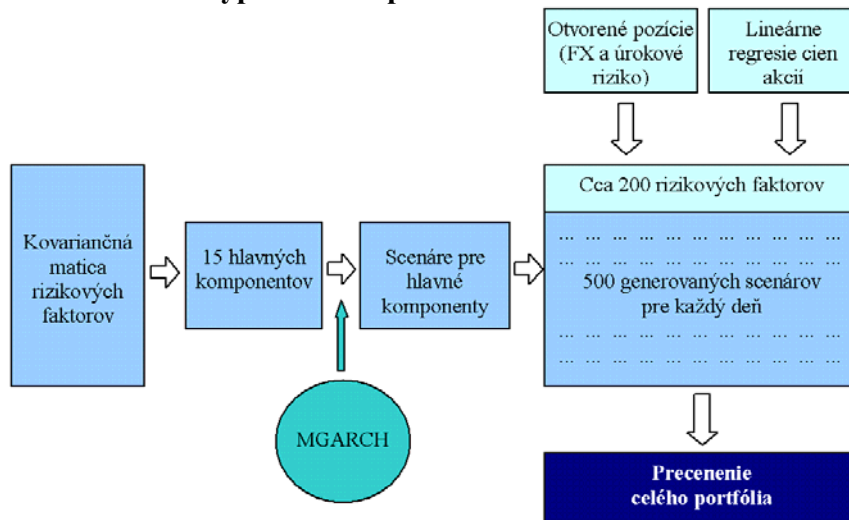 Otvorené pozície
(FX a úrokové
riziko)
Lineárne
regresie cien
akcií
Kovariančná
matica
rizikových
faktorov
15 hlavných
komponentov
Scenáre pre
hlavné
komponenty
Cca 200 rizikových faktorov
... ... ... ... ... ... ... ... ... ... ...
... ... ... ... ... ... ... ... ... ... ...
500 generovaných scenárov
pre každý deň
... ... ... ... ... ... ... ... ... ... ...
... ... ... ... ... ... ... ... ... ... ...
MGARCH
Precenenie
celého portfólia